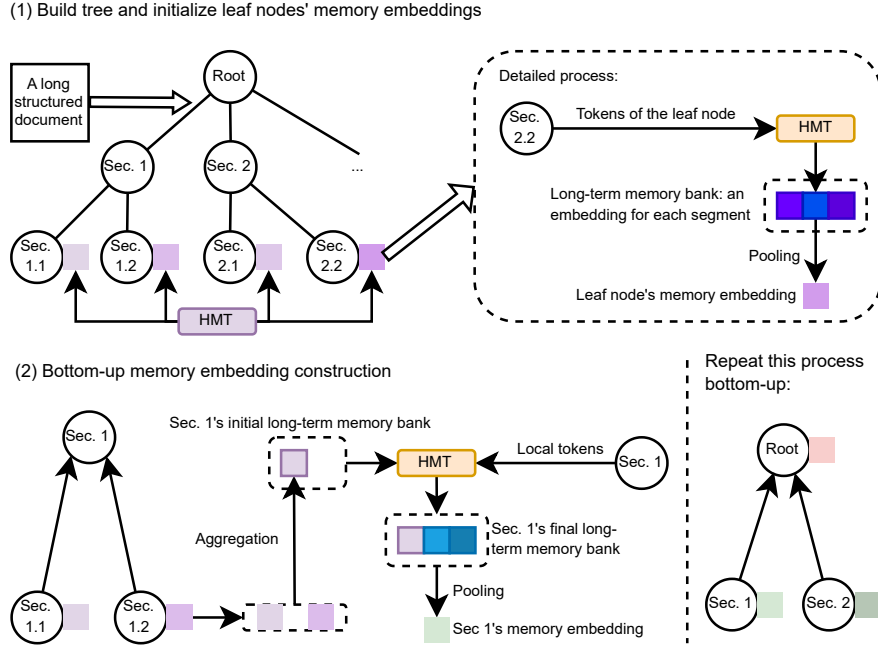 (1) Build tree and initialize leaf nodes' memory embeddings
A long
structured
document
Root
Sec. 1
Sec. 2
...
Sec.
1.1
Sec.
1.2
Sec.
2.1
Sec.
2.2
HMT
Detailed process:
Sec.
2.2
Tokens of the leaf node
HMT
Long-term memory bank: an
embedding for each segment
Pooling
Leaf node's memory embedding
(2) Bottom-up memory embedding construction
Sec. 1
Sec.
1.1
Sec.
1.2
Sec. 1's initial long-term memory bank
Aggregation
HMT
Local tokens
Sec. 1
Sec. 1's final long-
term memory bank
Pooling
Sec 1's memory embedding
Repeat this process
bottom-up:
Root
Sec. 1
Sec. 2